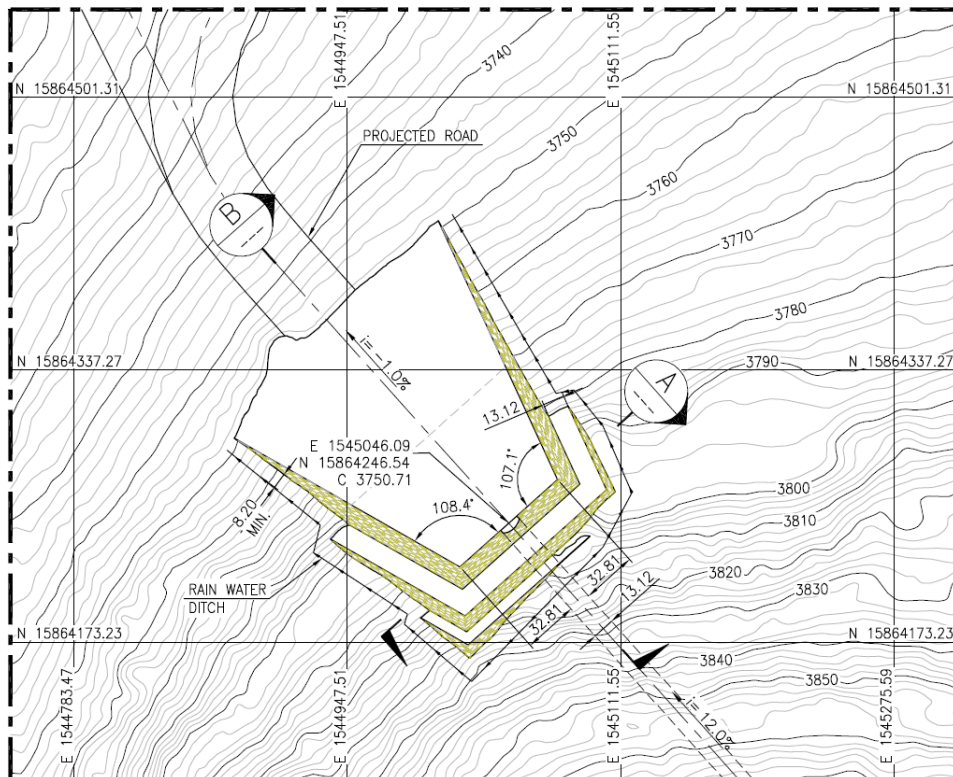 E 1544947.51
E 1545111.55
3740
N 15864501.31
N 15864501.31
PROJECTED ROAD
3750
3760
B
3770
3780
i= -1.0%
N 15864337.27
3790
N 15864337.27
A
13.12
E 1545046.09
N 15864246.54
C 3750.71
107.1°
108.4°
8.20
MIN.
3800
3810
3820
32.81
3830
RAIN WATER
DITCH
13.12
32.81
N 15864173.23
N 15864173.23
3840
3850
E 1544783.47
E 1544947.51
E 1545111.55
i= 12.0%
E 1545275.59